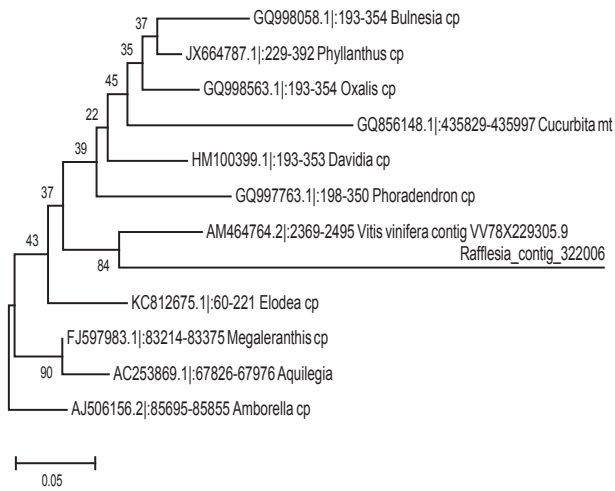 37
GQ998058.1|:193-354 Bulnesia cp
35
JX664787.1|:229-392 Phyllanthus cp
45
GQ998563.1|:193-354 Oxalis cp
22
GQ856148.1|:435829-435997 Cucurbita mt
39
HM100399.1|:193-353 Davidia cp
37
GQ997763.1|:198-350 Phoradendron cp
43
AM464764.2|:2369-2495 Vitis vinifera contig VV78X229305.9
84
Rafflesia_contig_322006
KC812675.1|:60-221 Elodea cp
FJ597983.1|:83214-83375 Megaleranthis cp
90
AC253869.1|:67826-67976 Aquilegia
AJ506156.2|:85695-85855 Amborella cp
0.05